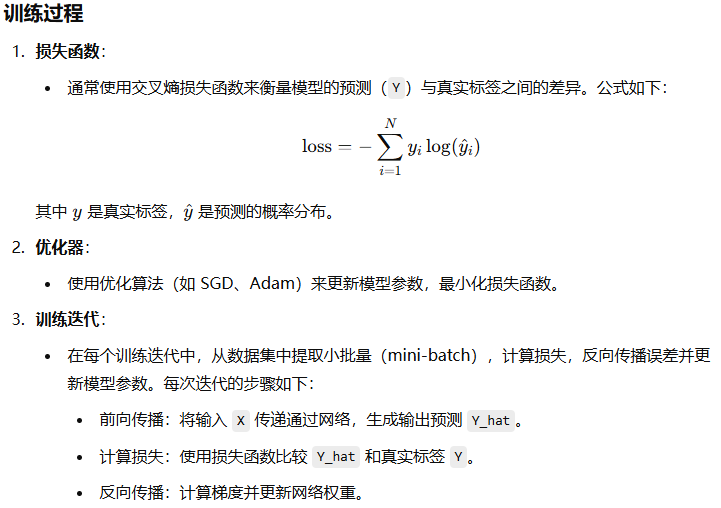 训练过程
1. 损失函数：
• 通常使用交叉熵损失函数来衡量模型的预测（Y）与真实标签之间的差异。公式如下：
loss = −∑_{i=1}^{N} y_i log(ŷ_i)
其中 y 是真实标签，ŷ 是预测的概率分布。
2. 优化器：
• 使用优化算法（如 SGD、Adam）来更新模型参数，最小化损失函数。
3. 训练迭代：
• 在每个训练迭代中，从数据集中提取小批量（mini-batch），计算损失，反向传播误差并更
新模型参数。每次迭代的步骤如下：
• 前向传播：将输入 X 传递通过网络，生成输出预测 Y_hat。
• 计算损失：使用损失函数比较 Y_hat 和真实标签 Y。
• 反向传播：计算梯度并更新网络权重。